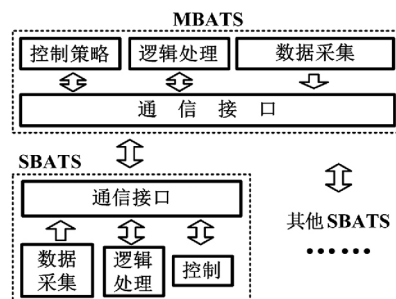 MBATS
控制策略 逻辑处理 数据采集
通信接口
SBATS
通信接口
其他SBATS
数据采集 逻辑处理 控制
……